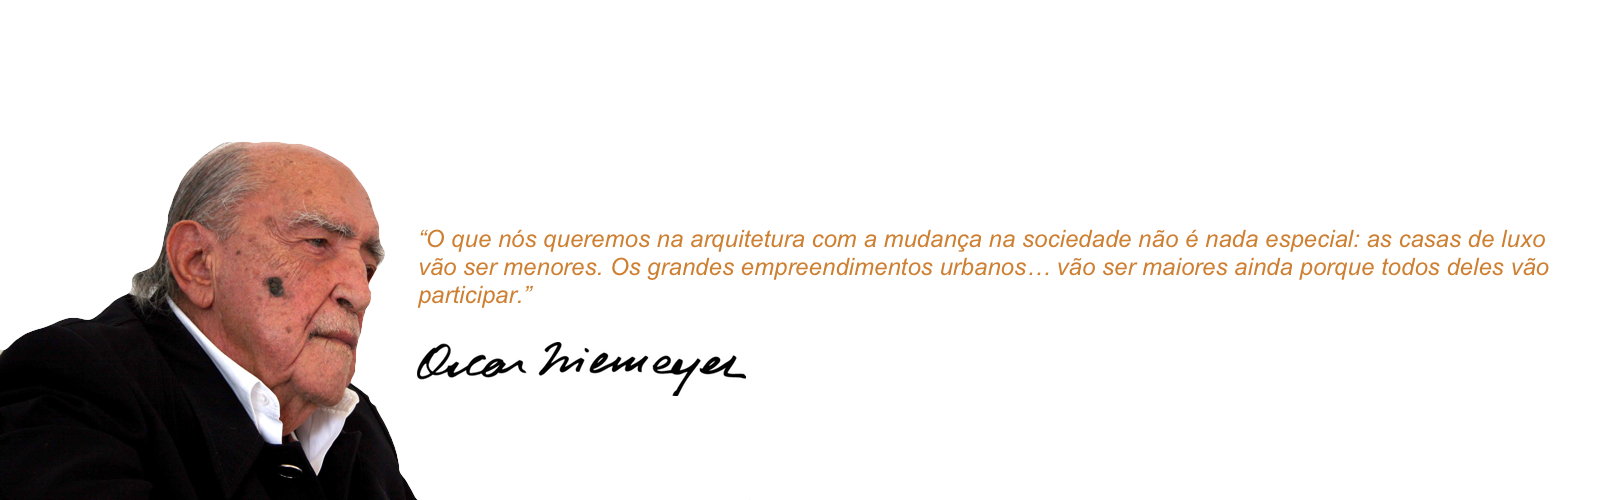 “O que nós queremos na arquitetura com a mudança na sociedade não é nada especial: as casas de luxo
vão ser menores. Os grandes empreendimentos urbanos… vão ser maiores ainda porque todos deles vão
participar.”
Oscar Niemeyer